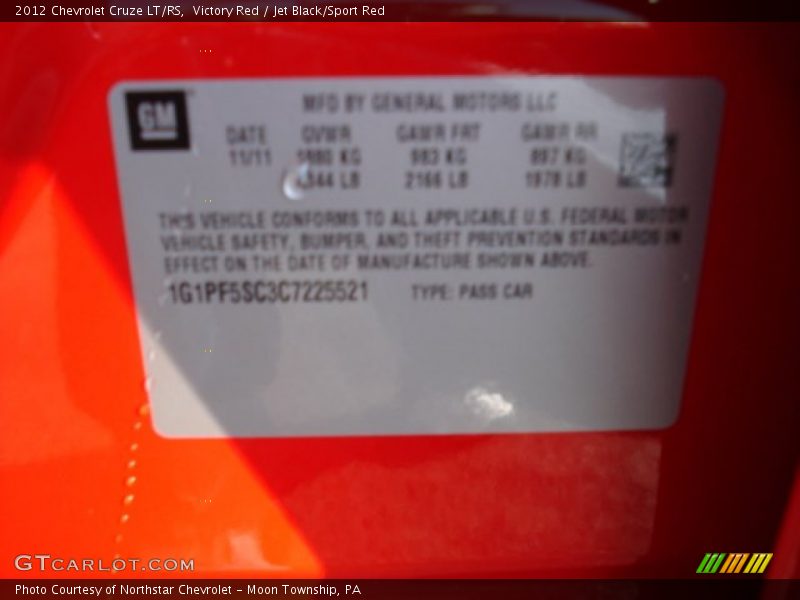 2012 Chevrolet Cruze LT/RS, Victory Red / Jet Black/Sport Red
GM
MFD BY GENERAL MOTORS LLC
DATE GVWR GAWR FRT GAWR RR
11/11 KG 983 KG 897 KG
LB 2166 LB 1978 LB
THIS VEHICLE CONFORMS TO ALL APPLICABLE U.S. FEDERAL MOTOR
VEHICLE SAFETY, BUMPER, AND THEFT PREVENTION STANDARDS IN
EFFECT ON THE DATE OF MANUFACTURE SHOWN ABOVE.
1G1PF5SC3C7225521 TYPE: PASS CAR
GTCARLOT.COM
Photo Courtesy of Northstar Chevrolet - Moon Township, PA